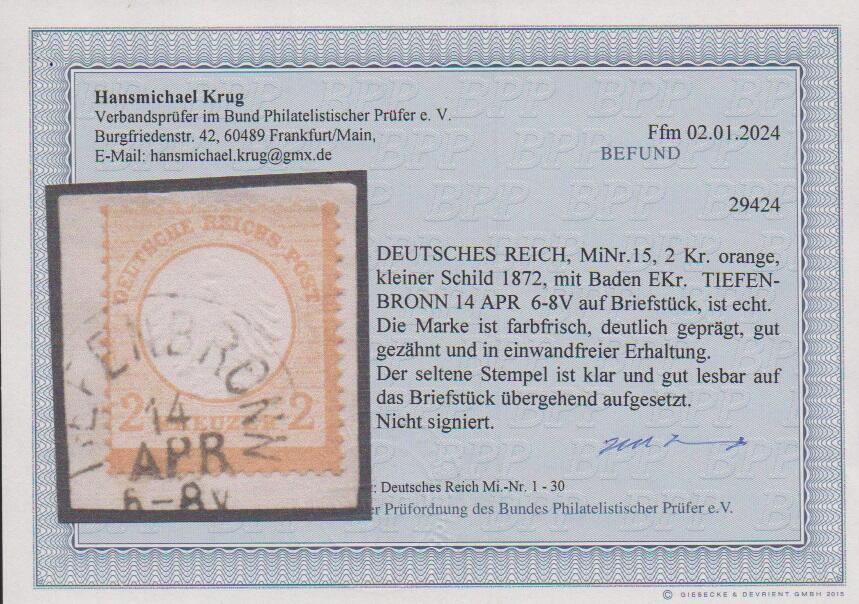 Hansmichael Krug
Verbandsprüfer im Bund Philatelistischer Prüfer e. V.
Burgfriedenstr. 42, 60489 Frankfurt/Main,
E-Mail: hansmichael.krug@gmx.de
Ffm 02.01.2024
BEFUND
29424
DEUTSCHES REICH, MiNr.15, 2 Kr. orange,
kleiner Schild 1872, mit Baden EKr. TIEFEN-
BRONN 14 APR 6-8V auf Briefstück, ist echt.
Die Marke ist farbfrisch, deutlich geprägt, gut
gezähnt und in einwandfreier Erhaltung.
Der seltene Stempel ist klar und gut lesbar auf
das Briefstück übergehend aufgesetzt.
Nicht signiert.
DEUTSCHE REICHS-POST
2 KREUZER 2
TIEFENBRONN
14
APR
6-8V
: Deutsches Reich Mi.-Nr. 1 - 30
er Prüfordnung des Bundes Philatelistischer Prüfer e.V.
BPP
© GIESECKE & DEVRIENT GMBH 2015